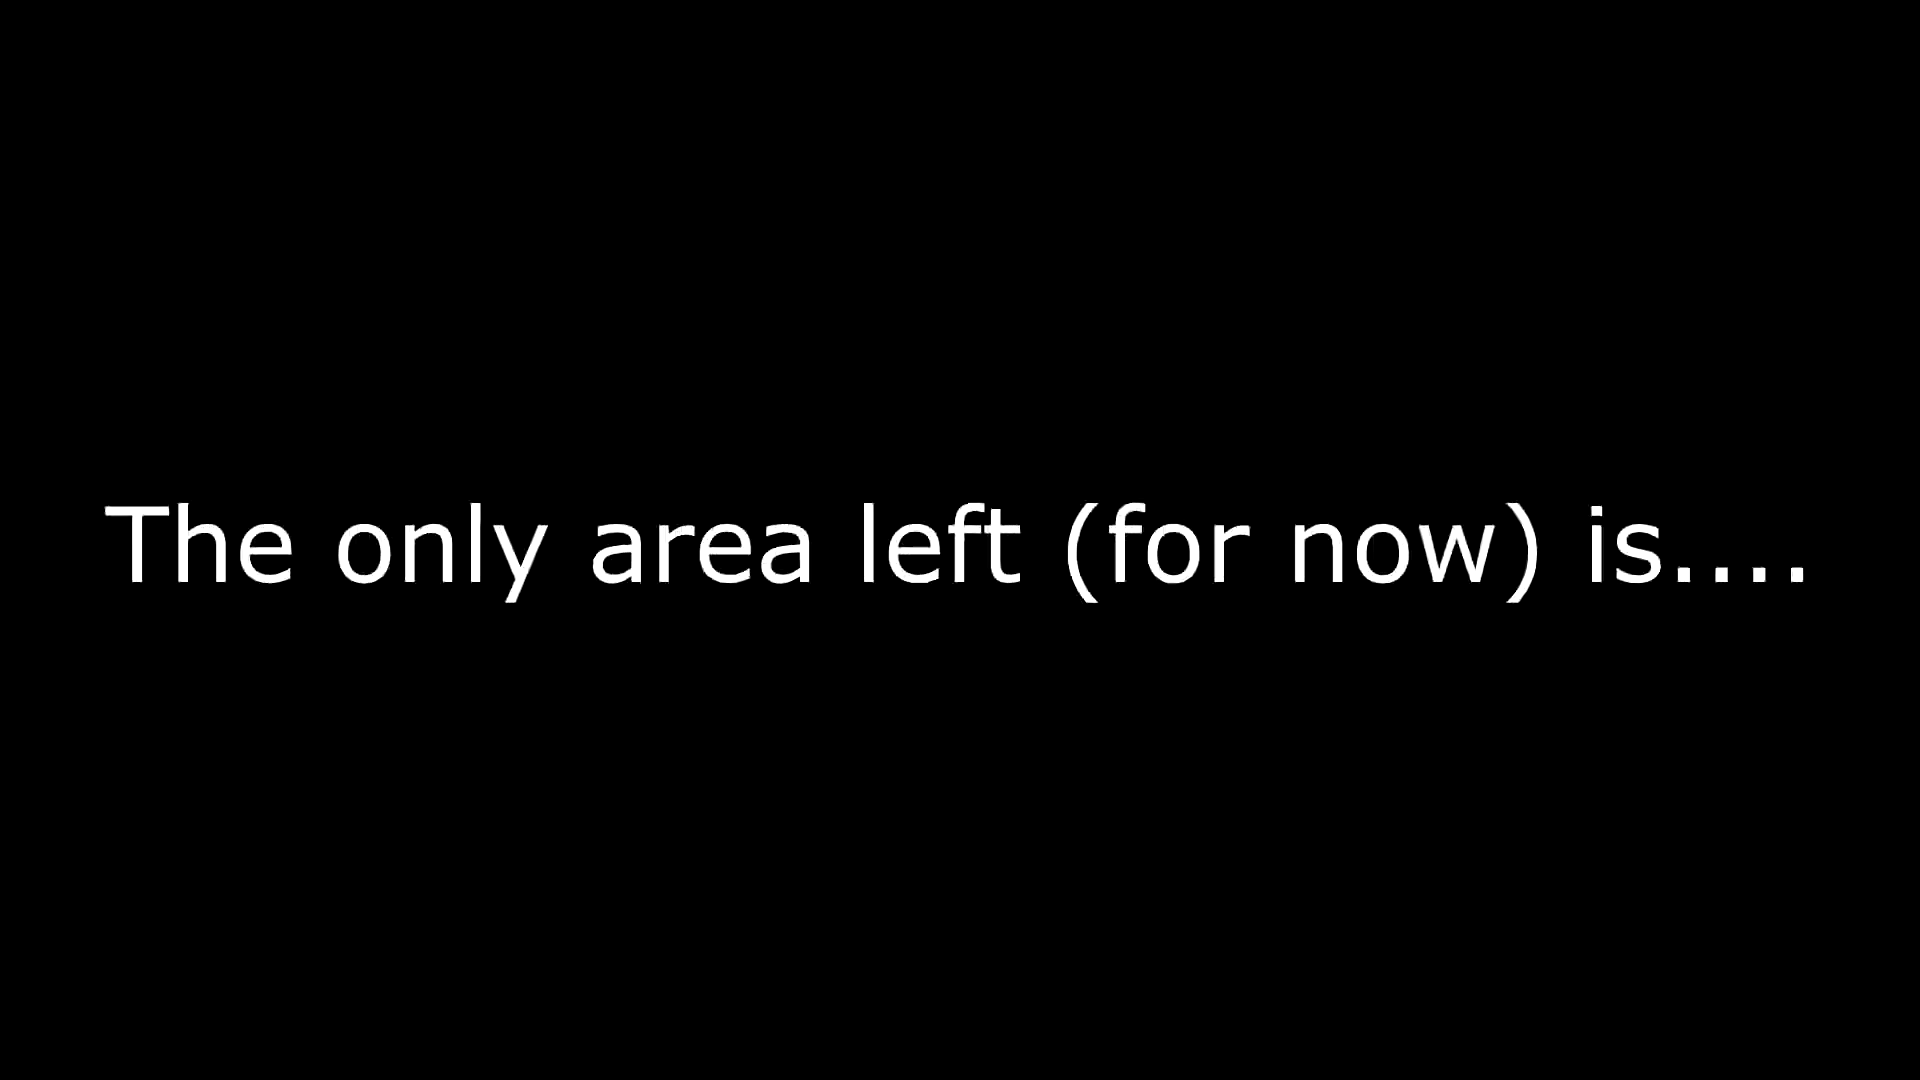 The only area left (for now) is....